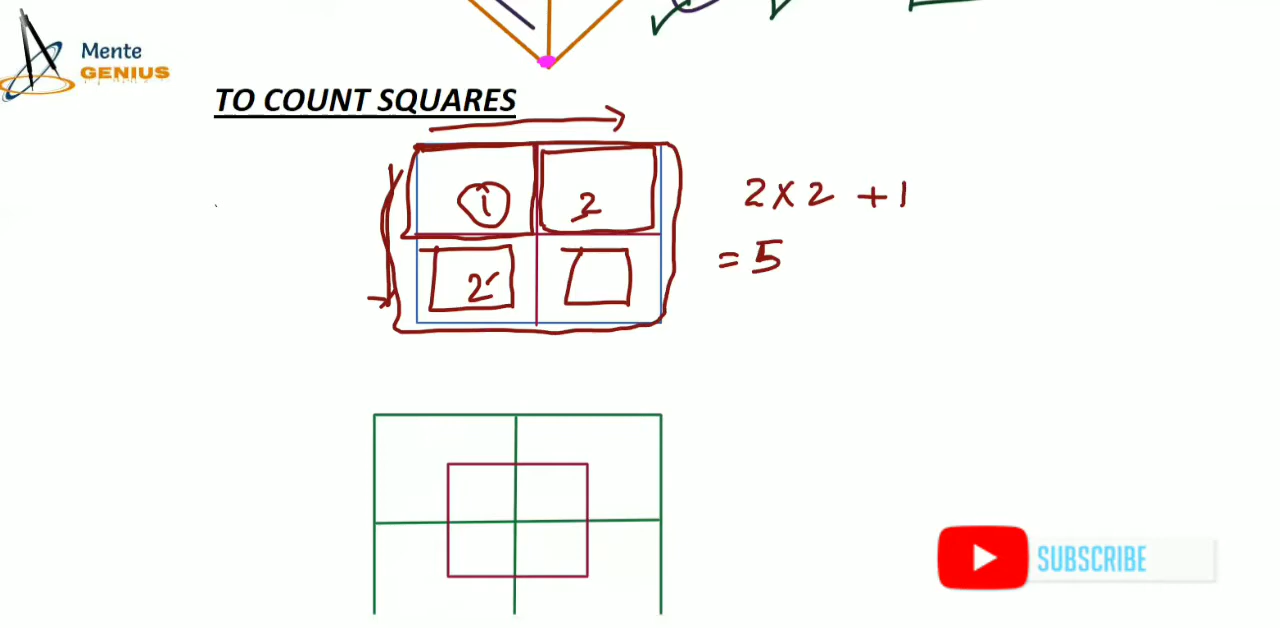 Mente
GENIUS
TO COUNT SQUARES
1 2
2
2 x 2 + 1
= 5
SUBSCRIBE